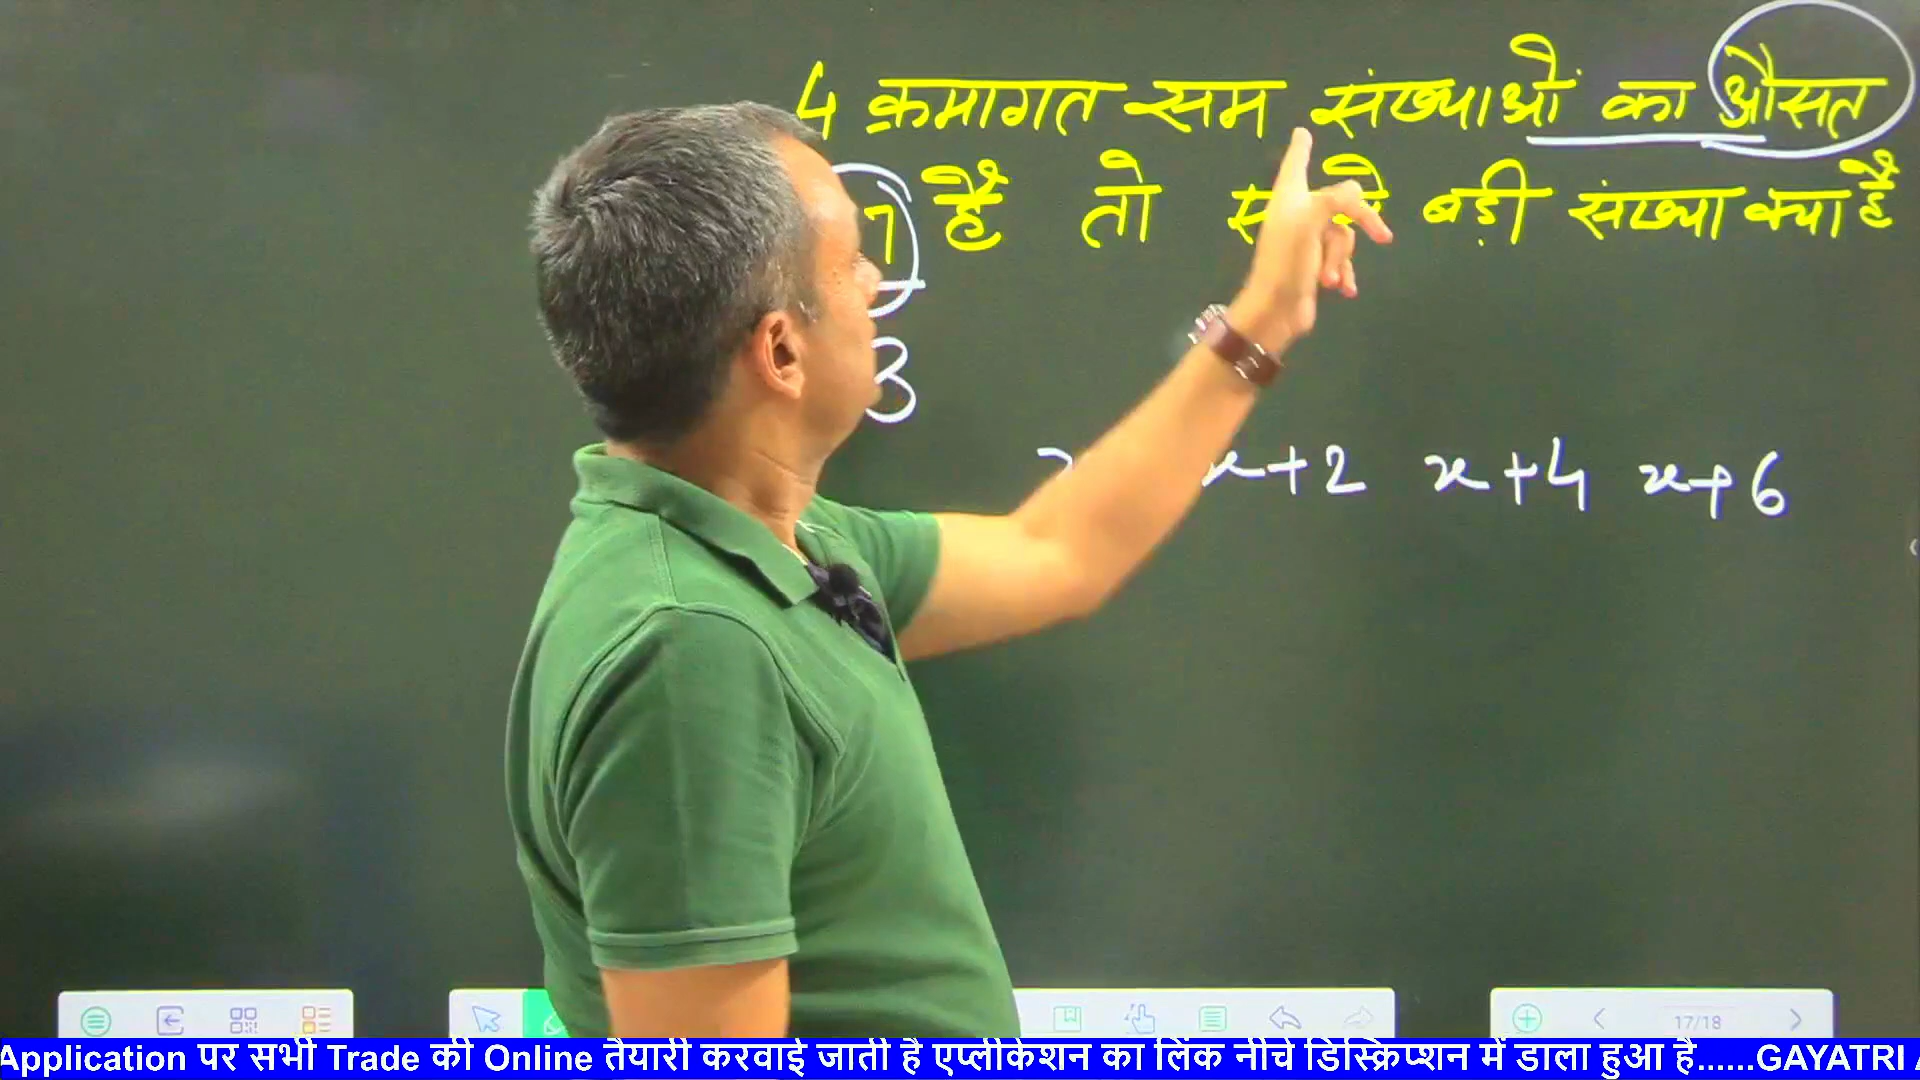 4 क्रमागत सम संख्याओं का औसत
7 है तो बड़ी संख्या क्या है
3
x+2 x+4 x+6
17/18
Application पर सभी Trade की Online तैयारी करवाई जाती है एप्लीकेशन का लिंक नीचे डिस्क्रिप्शन में डाला हुआ है......GAYATRI